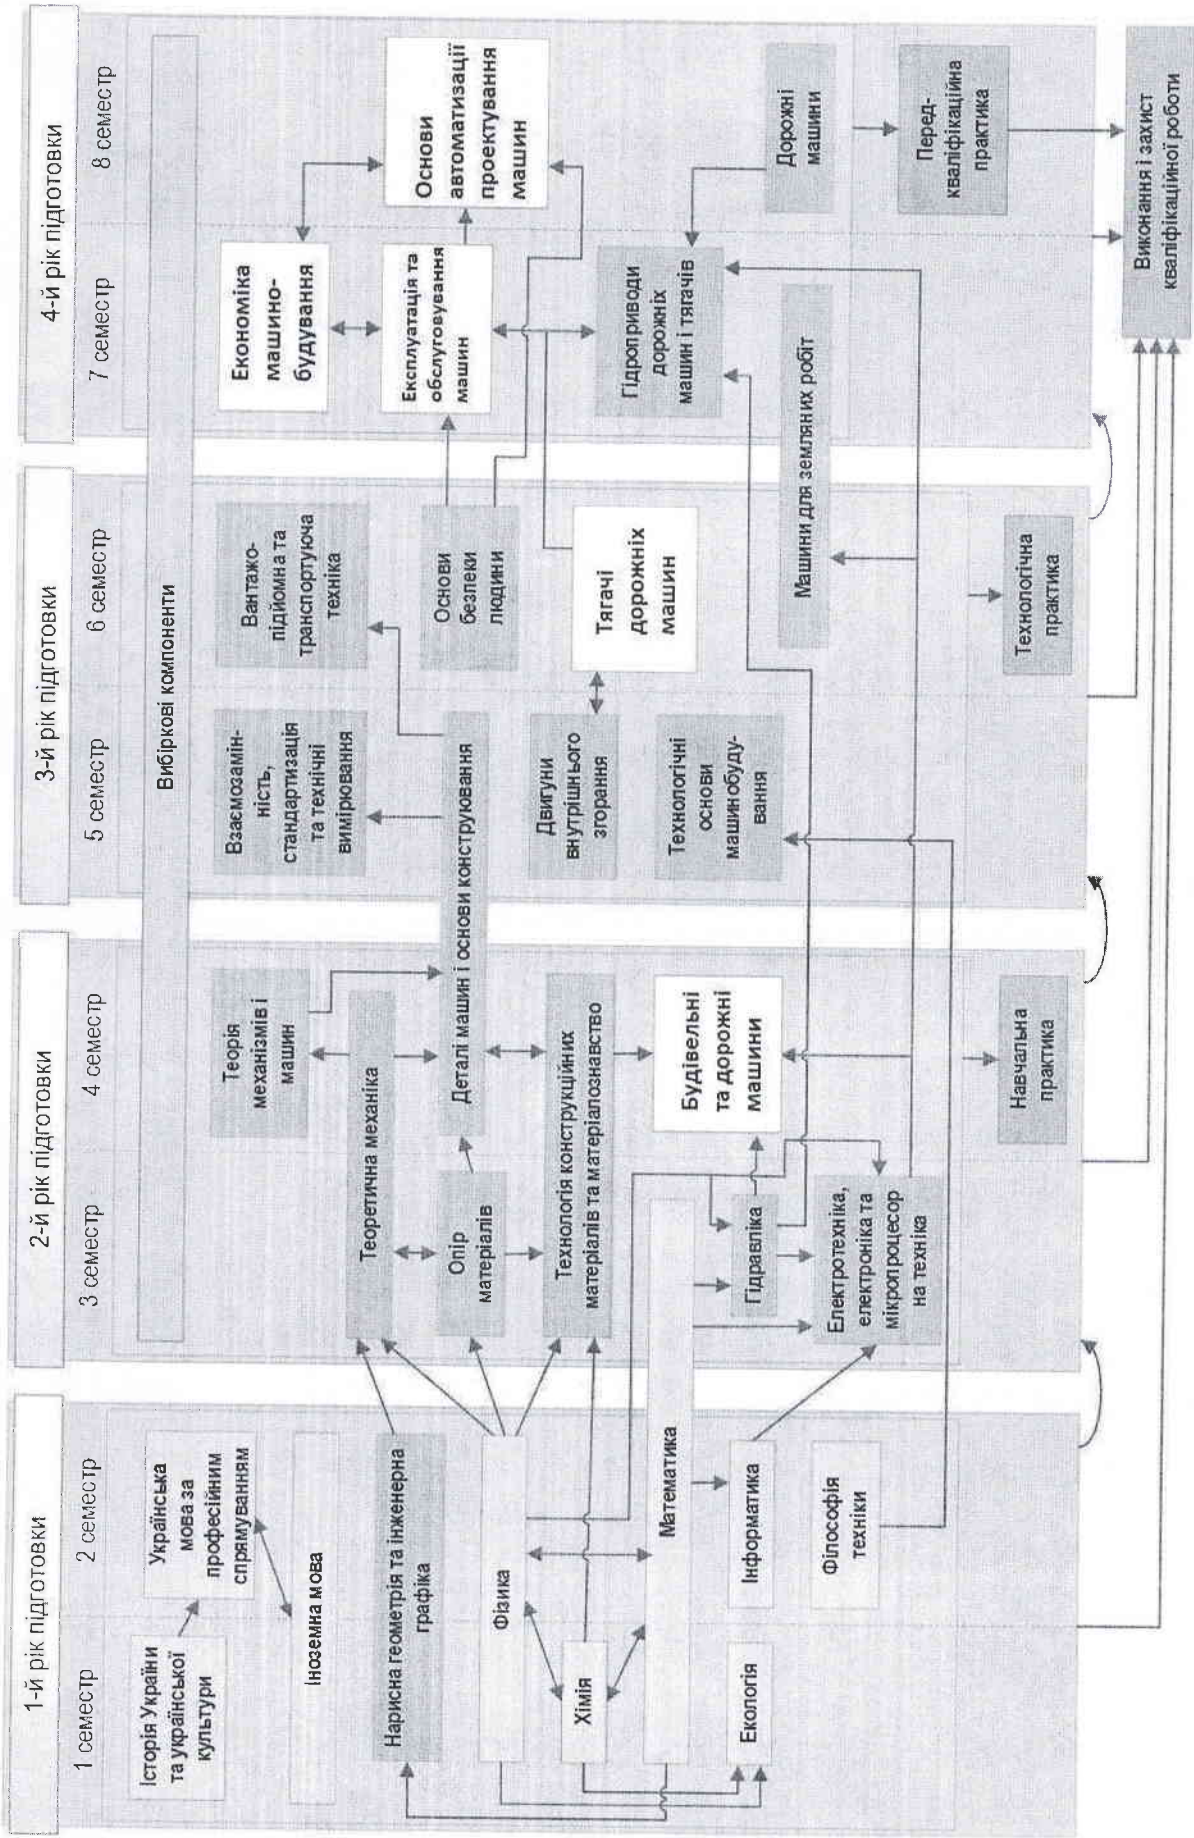 1-й рік підготовки
1 семестр
2 семестр
Історія України
та української
культури
Українська
мова за
професійним
спрямуванням
Іноземна мова
Нарисна геометрія та інженерна
графіка
Фізика
Хімія
Математика
Екологія
Інформатика
Філософія
техніки
2-й рік підготовки
3 семестр
4 семестр
Теорія
механізмів і
машин
Теоретична механіка
Опір
матеріалів
Деталі машин і основи конструювання
Технологія конструкційних
матеріалів та матеріалознавство
Будівельні
та дорожні
машини
Гідравліка
Електротехніка,
електроніка та
мікропроцесор
на техніка
Навчальна
практика
3-й рік підготовки
5 семестр
6 семестр
Вибіркові компоненти
Взаємозамін-
ність,
стандартизація
та технічні
вимірювання
Вантажо-
підйомна та
транспортуюча
техніка
Основи
безпеки
людини
Двигуни
внутрішнього
згорання
Тягачі
дорожніх
машин
Технологічні
основи
машинобуду-
вання
Машини для земляних робіт
Технологічна
практика
4-й рік підготовки
7 семестр
8 семестр
Економіка
машино-
будування
Експлуатація та
обслуговування
машин
Основи
автоматизації
проектування
машин
Гідроприводи
дорожніх
машин і тягачів
Дорожні
машини
Перед-
кваліфікаційна
практика
Виконання і захист
кваліфікаційної роботи